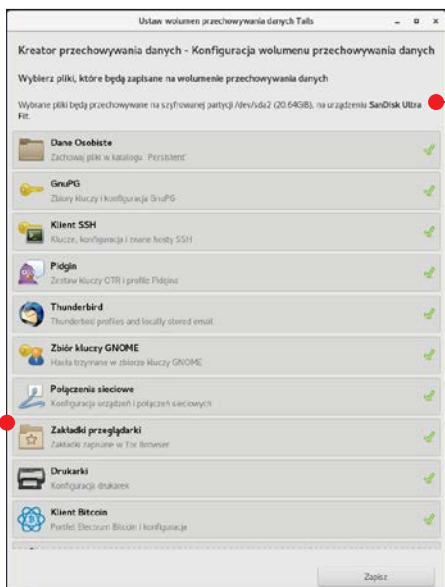 Ustaw wolumen przechowywania danych Tails
Kreator przechowywania danych - Konfiguracja wolumenu przechowywania danych
Wybierz pliki, które będą zapisane na wolumenie przechowywania danych
Wybrane pliki będą przechowywane na szyfrowanej partycji /dev/sda2 (20.64GiB), na urządzeniu SanDisk Ultra
Fit.
Dane Osobiste
Zachowaj pliki w katalogu `Persistent'
GnuPG
Zbiory kluczy i konfiguracja GnuPG
Klient SSH
Klucze, konfiguracja i znane hosty SSH
Pidgin
Zestaw kluczy OTR i profile Pidgina
Thunderbird
Thunderbird profiles and locally stored email
Zbiór kluczy GNOME
Hasła trzymane w zbiorze kluczy GNOME
Połączenia sieciowe
Konfiguracja urządzeń i połączeń sieciowych
Zakładki przeglądarki
Zakładki zapisane w Tor Browser
Drukarki
Konfiguracja drukarek
Klient Bitcoin
Portfel Electrum Bitcoin i konfiguracje
Zapisz